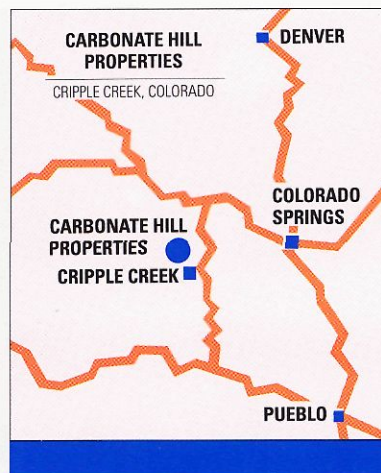 CARBONATE HILL
PROPERTIES
CRIPPLE CREEK, COLORADO
DENVER
COLORADO
SPRINGS
CARBONATE HILL
PROPERTIES
CRIPPLE CREEK
PUEBLO